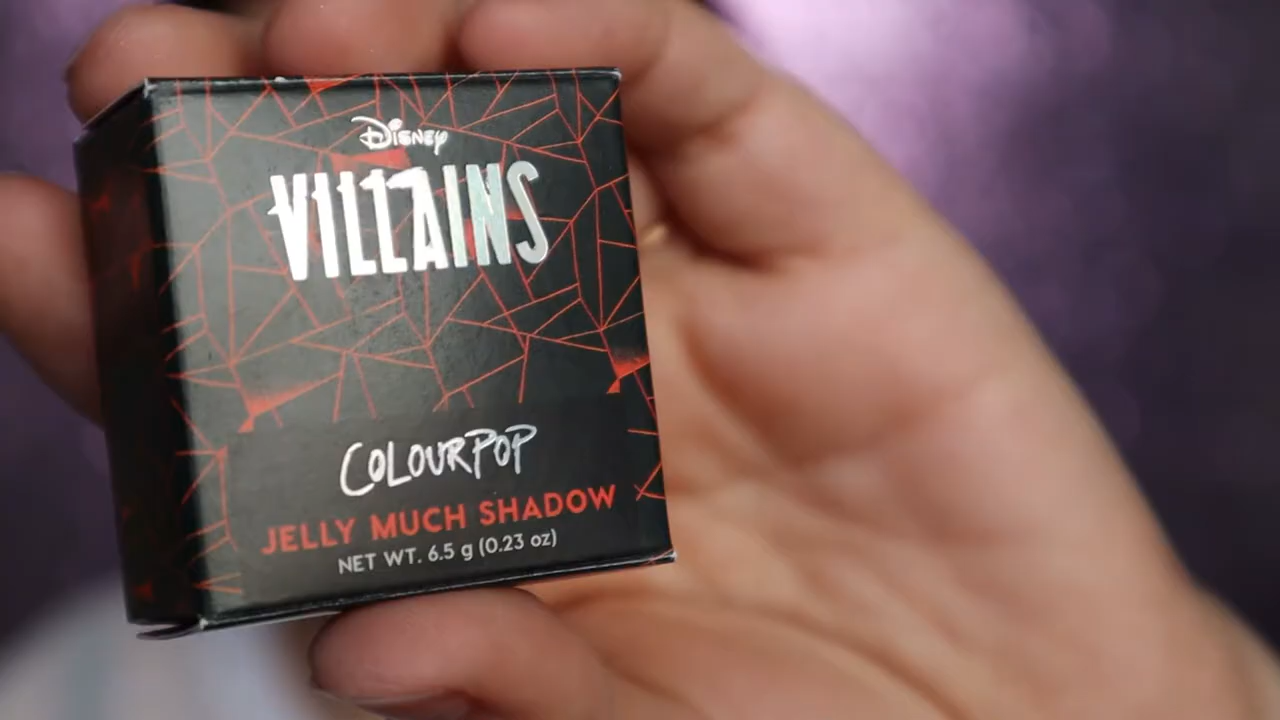 Disney
VILLAINS
COLOURPOP
JELLY MUCH SHADOW
NET WT. 6.5 g (0.23 oz)